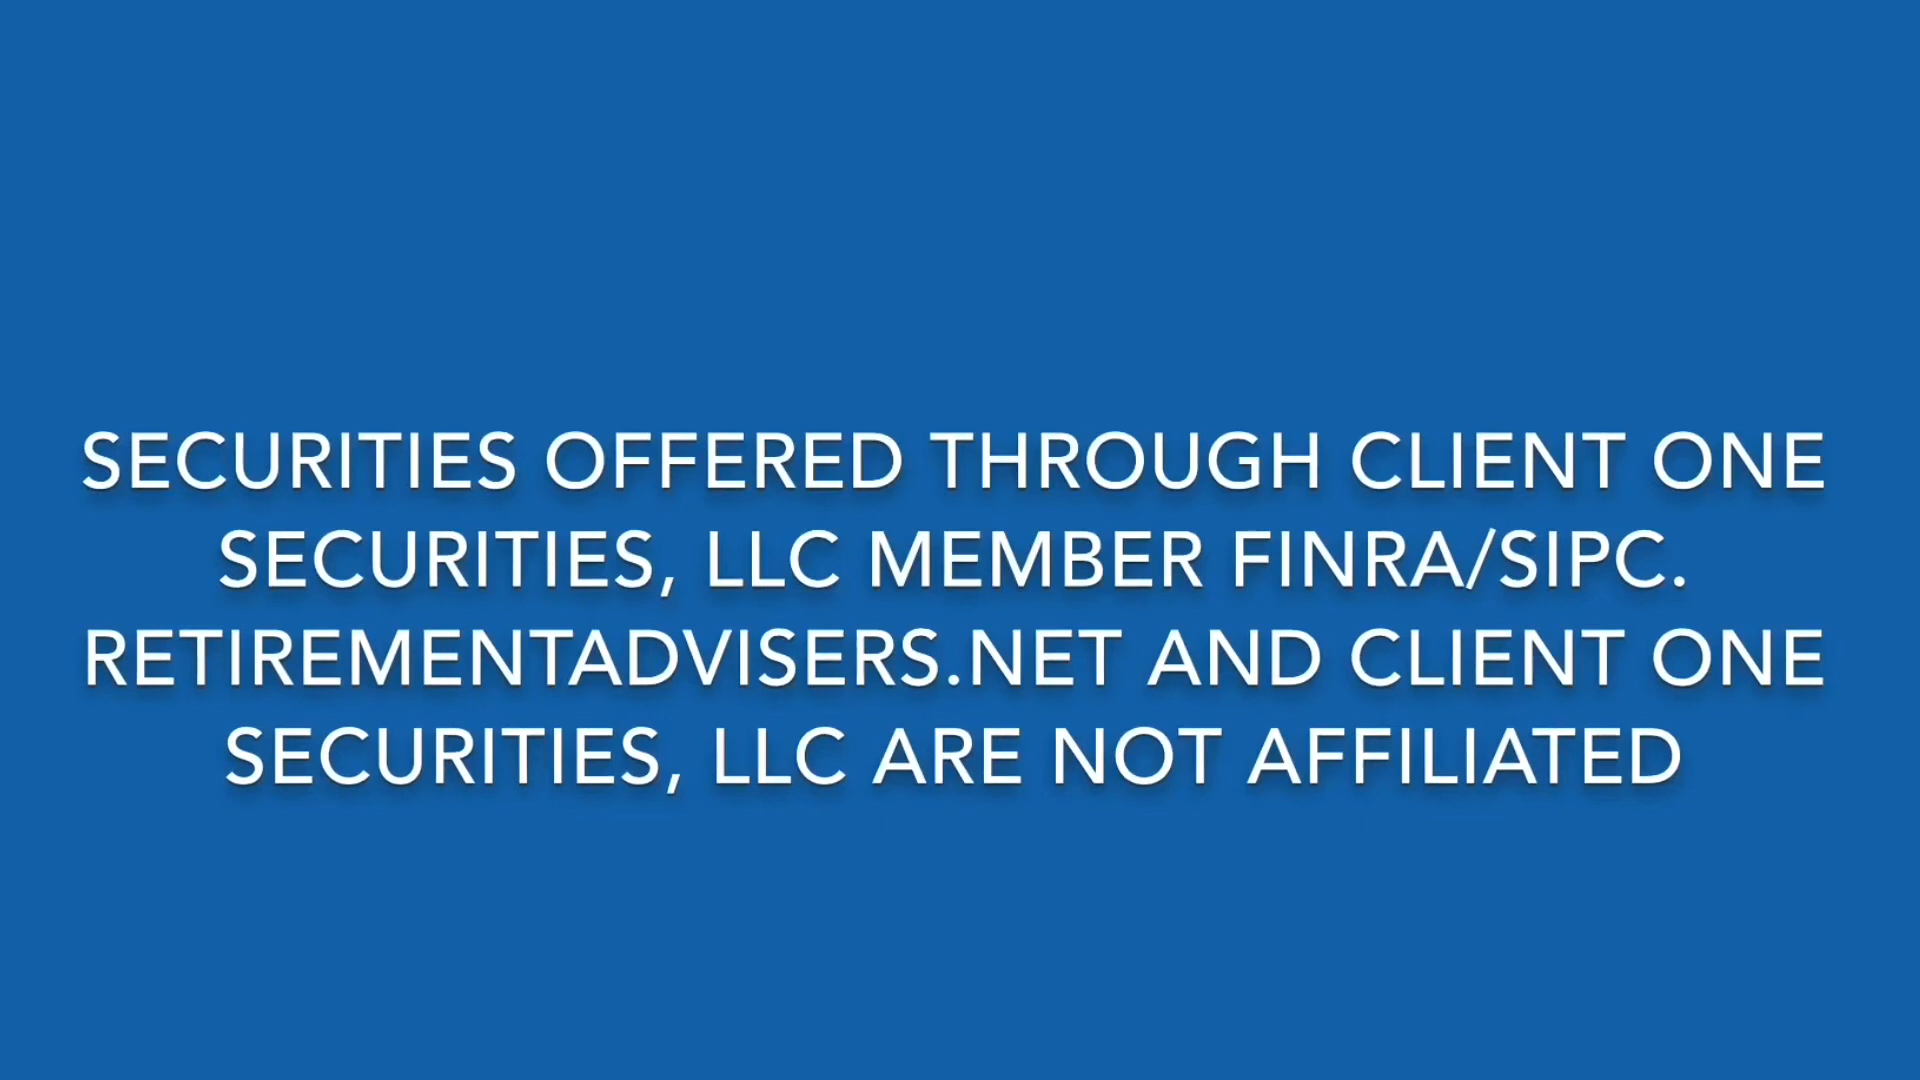 SECURITIES OFFERED THROUGH CLIENT ONE
SECURITIES, LLC MEMBER FINRA/SIPC.
RETIREMENTADVISERS.NET AND CLIENT ONE
SECURITIES, LLC ARE NOT AFFILIATED